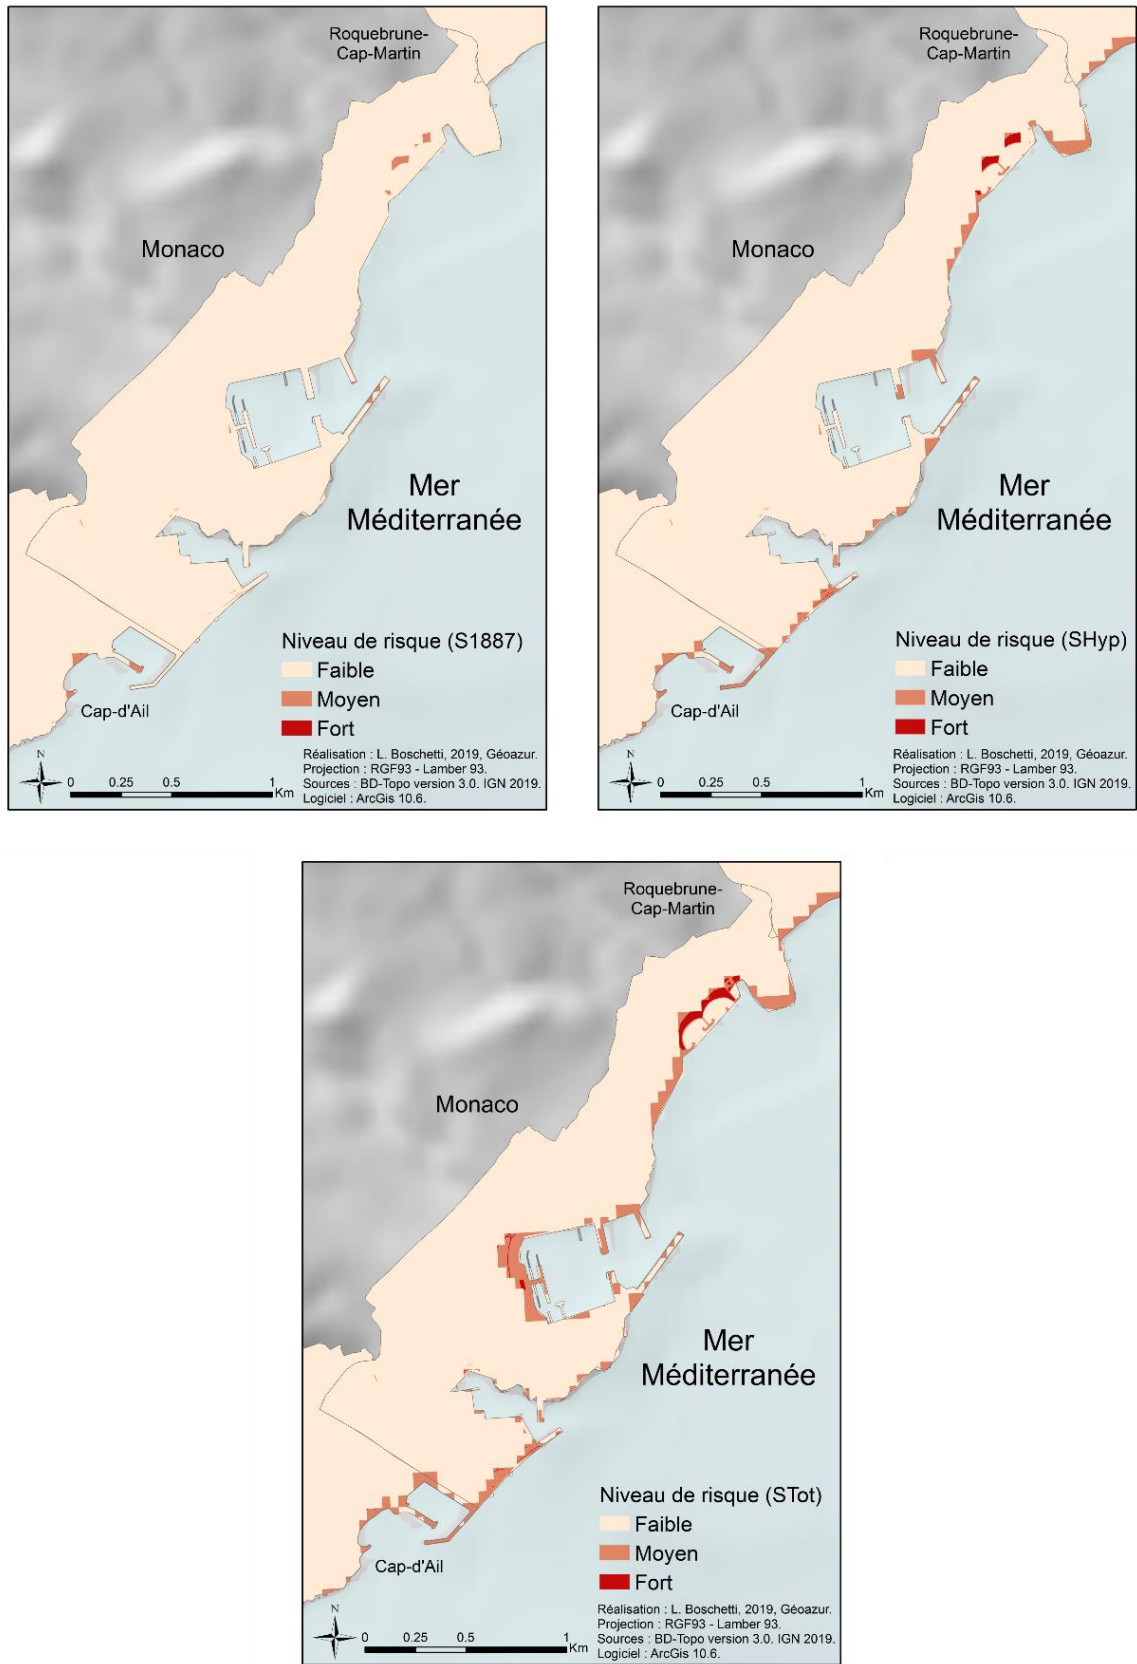 Roquebrune-
Cap-Martin
Monaco
Mer
Méditerranée
Niveau de risque (S1887)
Faible
Moyen
Fort
Cap-d'Ail
Réalisation : L. Boschetti, 2019, Géoazur.
Projection : RGF93 - Lamber 93.
Sources : BD-Topo version 3.0. IGN 2019.
Logiciel : ArcGis 10.6.
N
0 0.25 0.5 1
Km
Roquebrune-
Cap-Martin
Monaco
Mer
Méditerranée
Niveau de risque (SHyp)
Faible
Moyen
Fort
Cap-d'Ail
Réalisation : L. Boschetti, 2019, Géoazur.
Projection : RGF93 - Lamber 93.
Sources : BD-Topo version 3.0. IGN 2019.
Logiciel : ArcGis 10.6.
N
0 0.25 0.5 1
Km
Roquebrune-
Cap-Martin
Monaco
Mer
Méditerranée
Niveau de risque (STot)
Faible
Moyen
Fort
Cap-d'Ail
Réalisation : L. Boschetti, 2019, Géoazur.
Projection : RGF93 - Lamber 93.
Sources : BD-Topo version 3.0. IGN 2019.
Logiciel : ArcGis 10.6.
N
0 0.25 0.5 1
Km